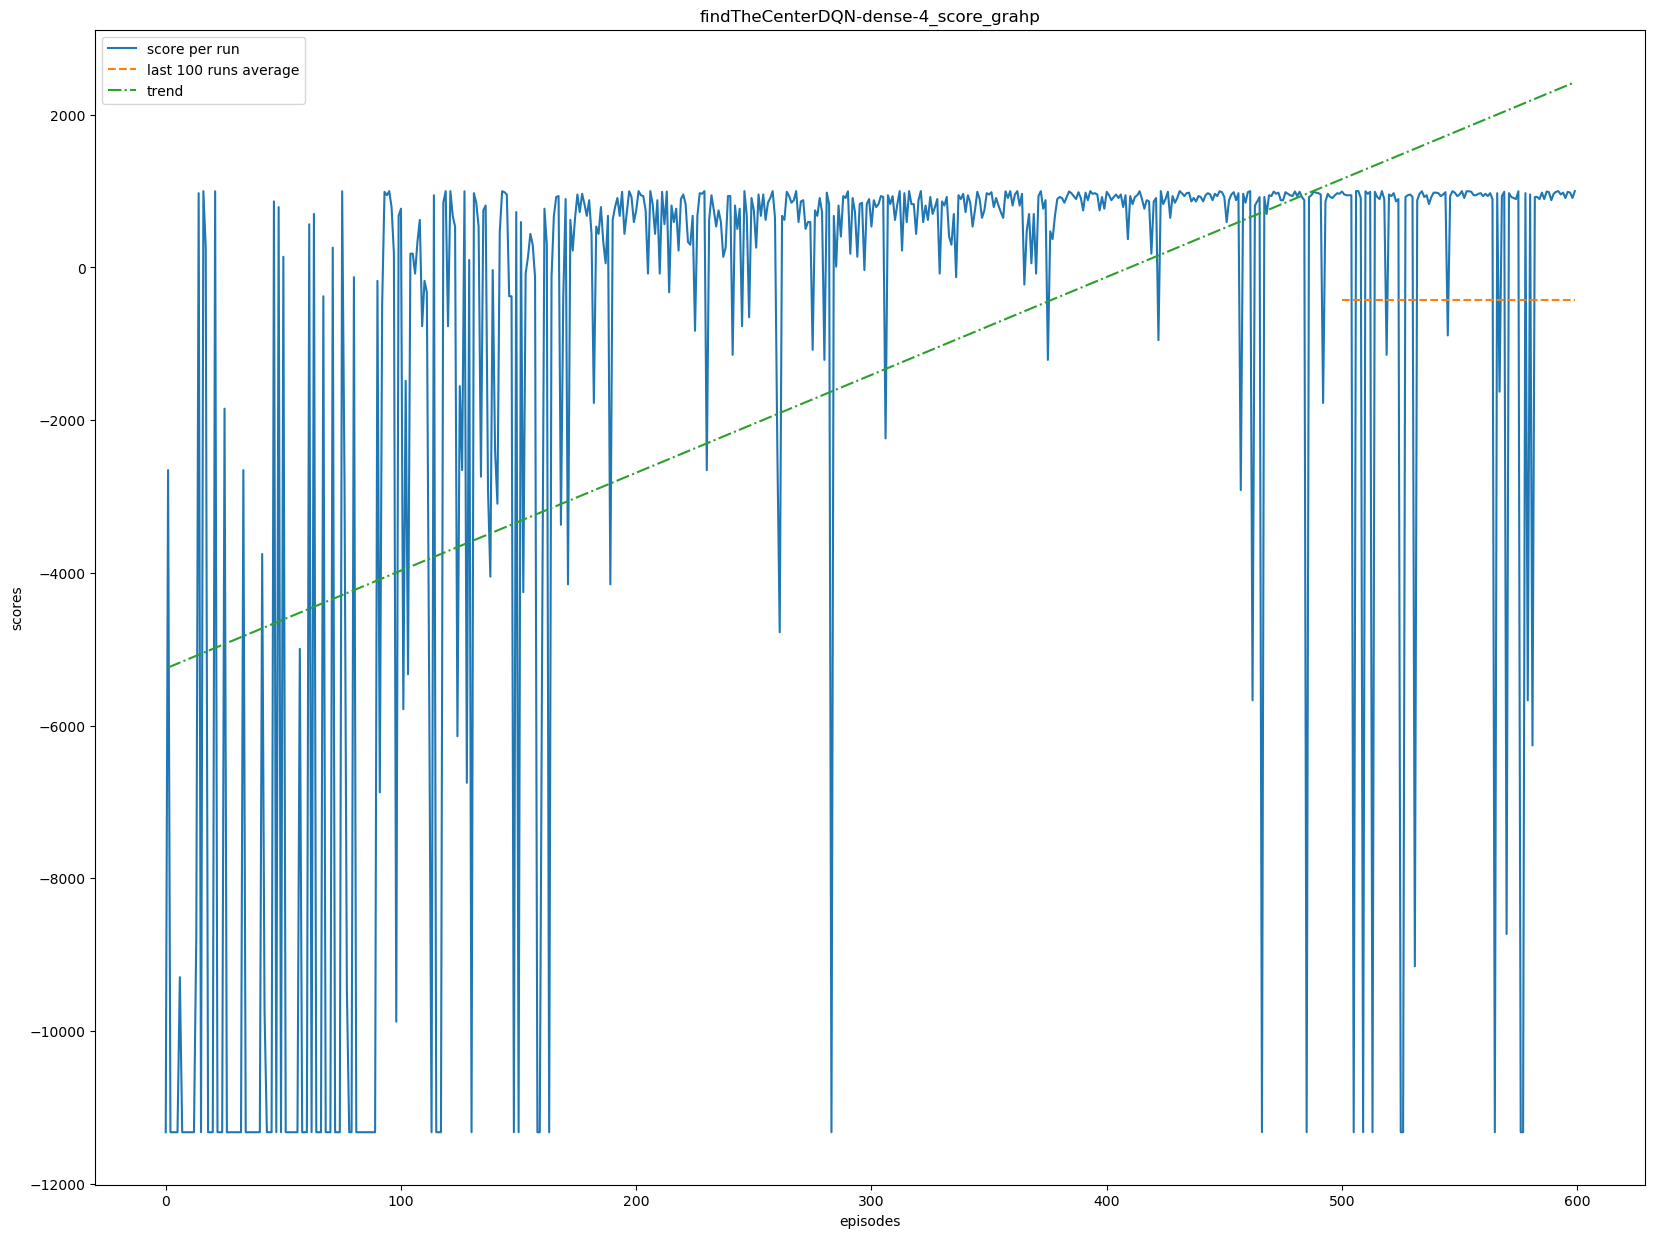 findTheCenterDQN-dense-4_score_grahp
score per run
last 100 runs average
trend
2000
0
−2000
−4000
−6000
−8000
−10000
−12000
scores
0 100 200 300 400 500 600
episodes